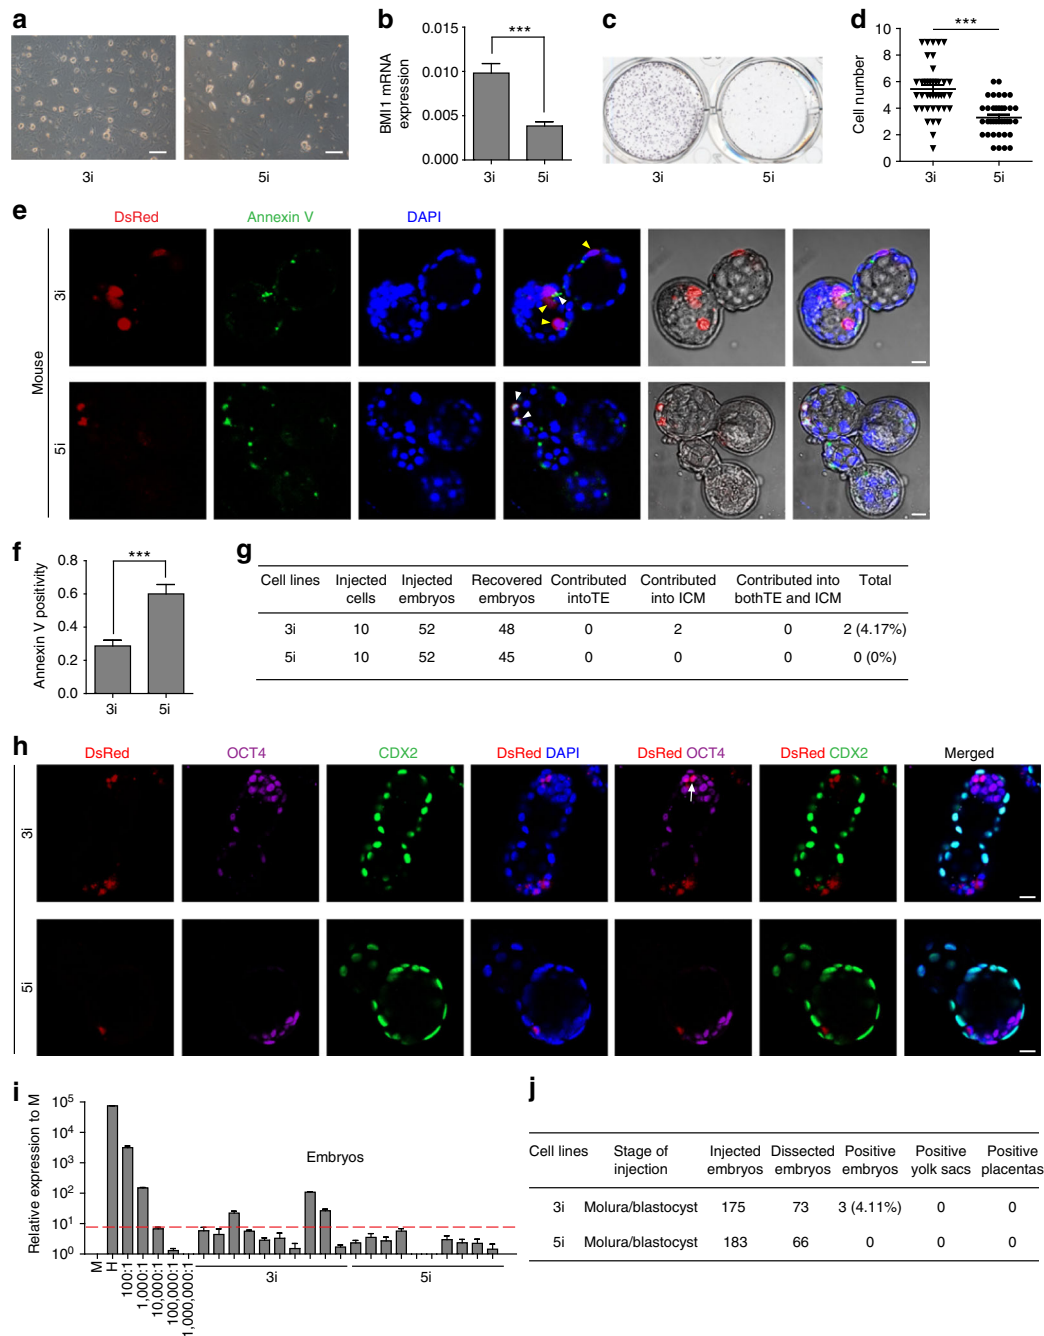 a
3i
5i
b
BMI1 mRNA
expression
0.015
0.010
0.005
0.000
***
3i
5i
c
3i
5i
d
Cell number
10
8
6
4
2
0
***
3i
5i
e
DsRed
Annexin V
DAPI
Mouse
3i
5i
f
Annexin V positivity
0.8
0.6
0.4
0.2
0.0
***
3i
5i
g
Cell lines Injected Injected Recovered Contributed Contributed Contributed into Total
cells embryos embryos intoTE into ICM bothTE and ICM
3i 10 52 48 0 2 0 2 (4.17%)
5i 10 52 45 0 0 0 0 (0%)
h
DsRed
OCT4
CDX2
DsRed DAPI
DsRed OCT4
DsRed CDX2
Merged
3i
5i
i
Relative expression to M
10⁵
10⁴
10³
10²
10¹
10⁰
Embryos
M
H
100:1
1,000:1
10,000:1
100,000:1
1,000,000:1
3i
5i
j
Cell lines Stage of Injected Dissected Positive Positive Positive
injection embryos embryos embryos yolk sacs placentas
3i Molura/blastocyst 175 73 3 (4.11%) 0 0
5i Molura/blastocyst 183 66 0 0 0